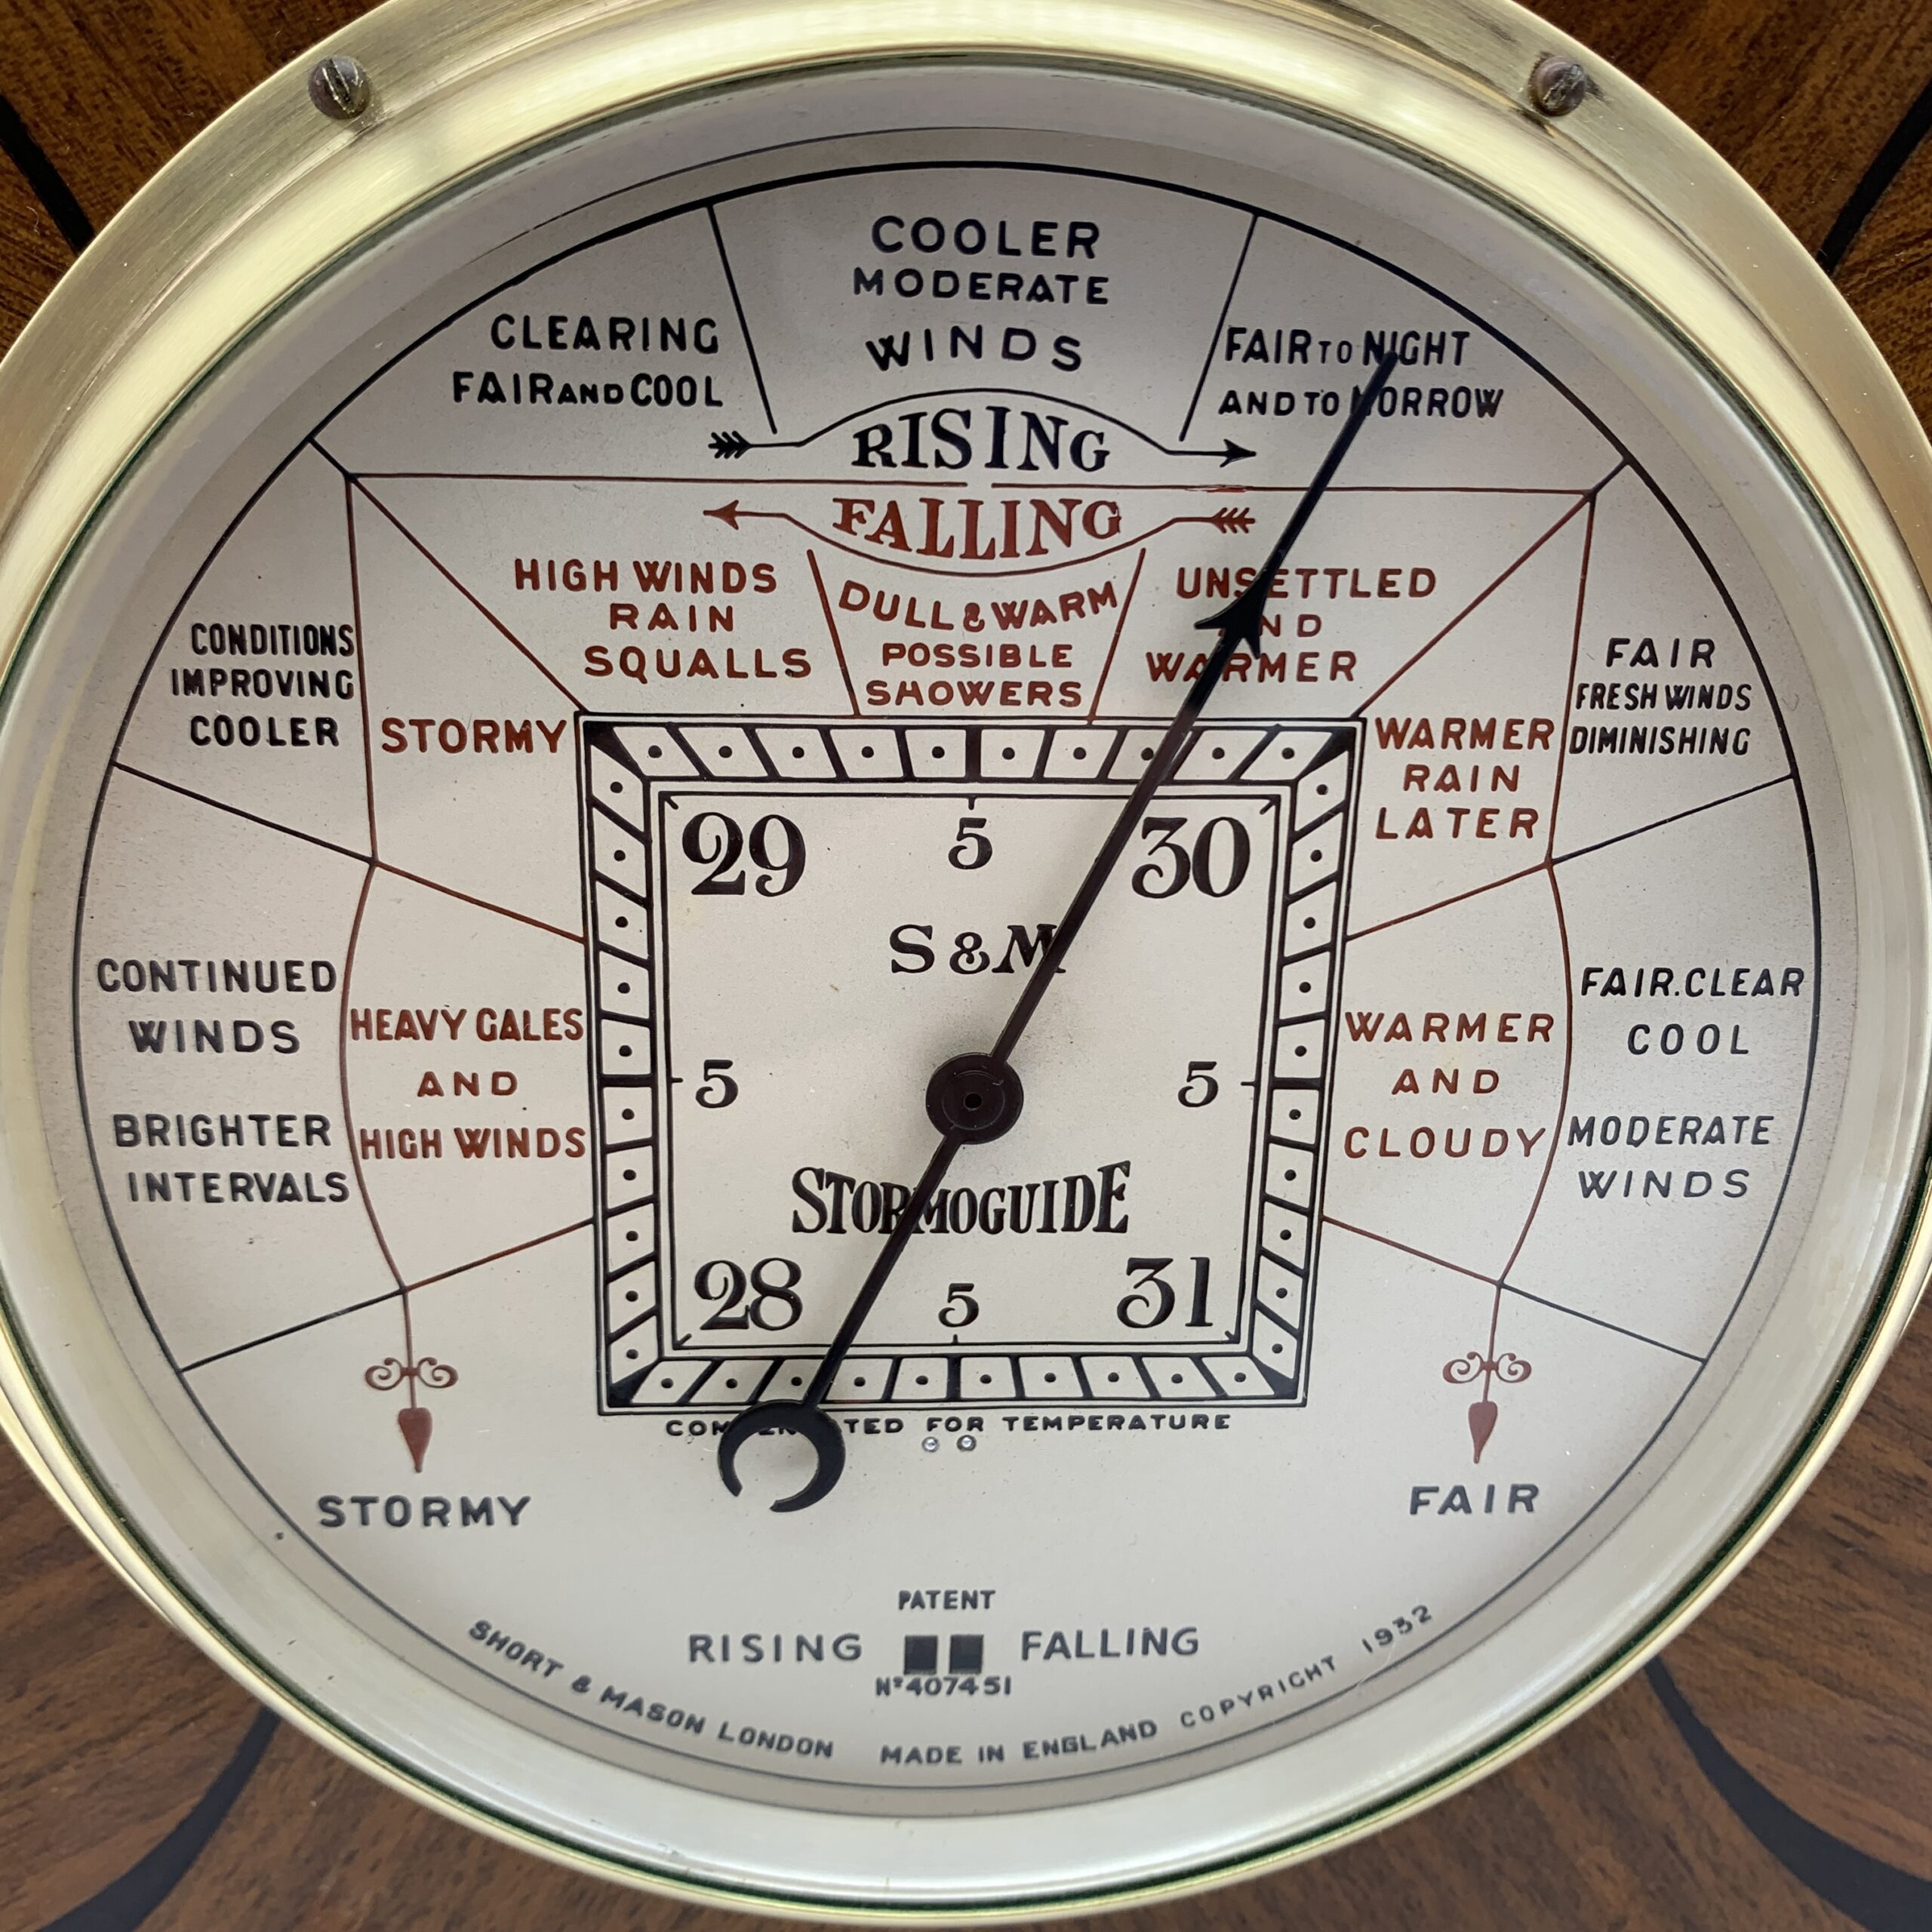 COOLER
MODERATE
WINDS
CLEARING
FAIR AND COOL
FAIR TO NIGHT
AND TO MORROW
RISING
FALLING
HIGH WINDS
RAIN
SQUALLS
DULL & WARM
POSSIBLE
SHOWERS
UNSETTLED
AND
WARMER
CONDITIONS
IMPROVING
COOLER
STORMY
WARMER
RAIN
LATER
FAIR
FRESH WINDS
DIMINISHING
29 5 30
S & M
CONTINUED
WINDS
BRIGHTER
INTERVALS
HEAVY GALES
AND
HIGH WINDS
5 5
WARMER
AND
CLOUDY
FAIR. CLEAR
COOL
MODERATE
WINDS
STORMOGUIDE
28 5 31
COMPENSATED FOR TEMPERATURE
STORMY
FAIR
PATENT
RISING FALLING
Nº 407451
SHORT & MASON LONDON MADE IN ENGLAND COPYRIGHT 1932